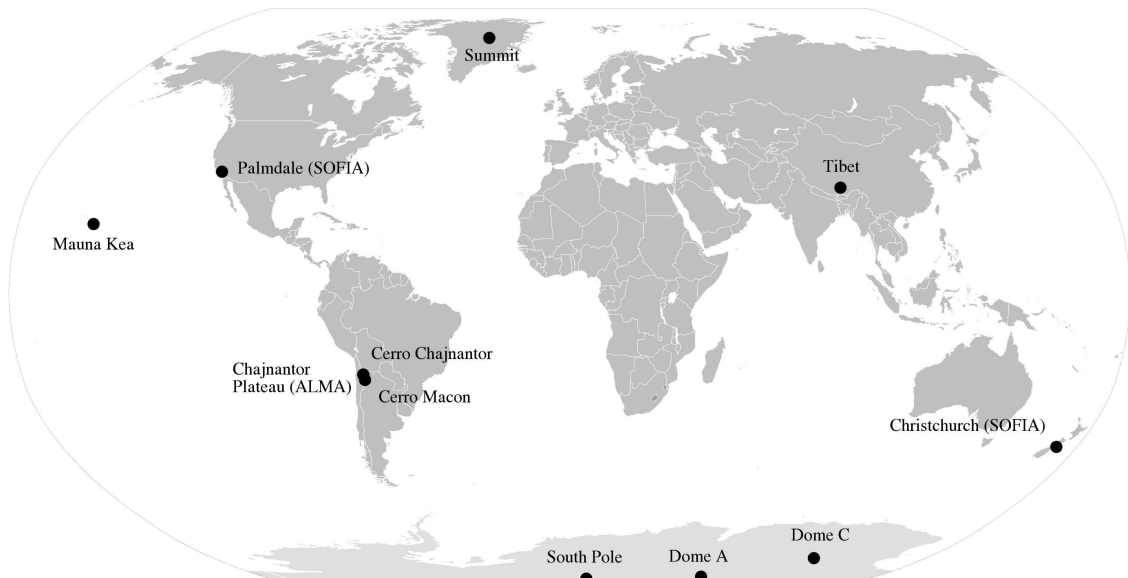 Summit
Palmdale (SOFIA)
Tibet
Mauna Kea
Cerro Chajnantor
Chajnantor
Plateau (ALMA)
Cerro Macon
Christchurch (SOFIA)
Dome C
South Pole
Dome A